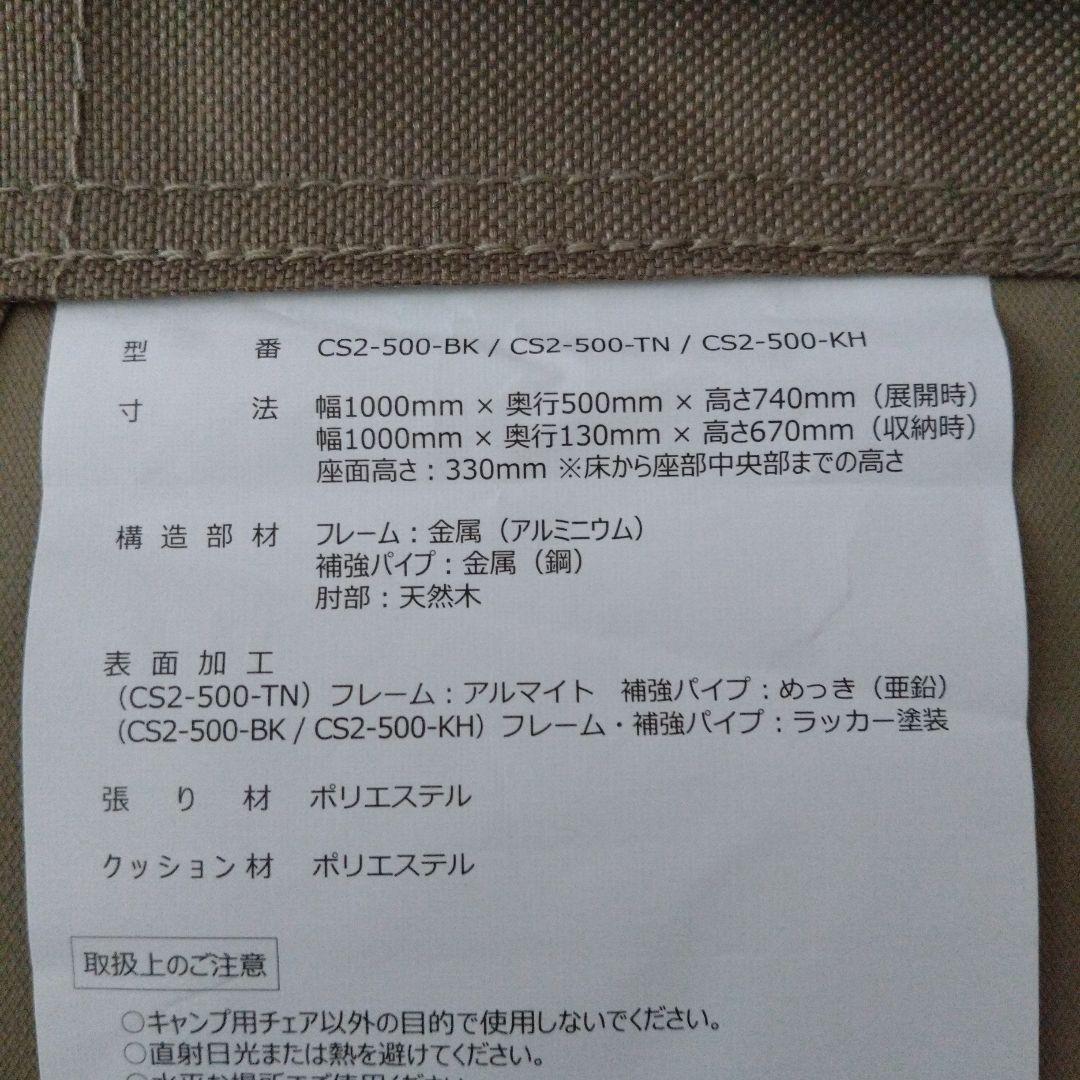 型番 CS2-500-BK / CS2-500-TN / CS2-500-KH
寸法 幅1000mm × 奥行500mm × 高さ740mm（展開時）
幅1000mm × 奥行130mm × 高さ670mm（収納時）
座面高さ：330mm ※床から座部中央部までの高さ
構造部材 フレーム：金属（アルミニウム）
補強パイプ：金属（鋼）
肘部：天然木
表面加工
（CS2-500-TN）フレーム：アルマイト 補強パイプ：めっき（亜鉛）
（CS2-500-BK / CS2-500-KH）フレーム・補強パイプ：ラッカー塗装
張り材 ポリエステル
クッション材 ポリエステル
取扱上のご注意
○キャンプ用チェア以外の目的で使用しないでください。
○直射日光または熱を避けてください。